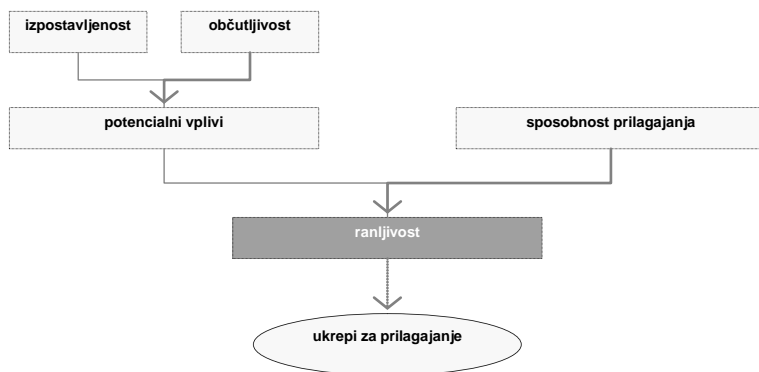 izpostavljenost
občutljivost
potencialni vplivi
sposobnost prilagajanja
ranljivost
ukrepi za prilagajanje